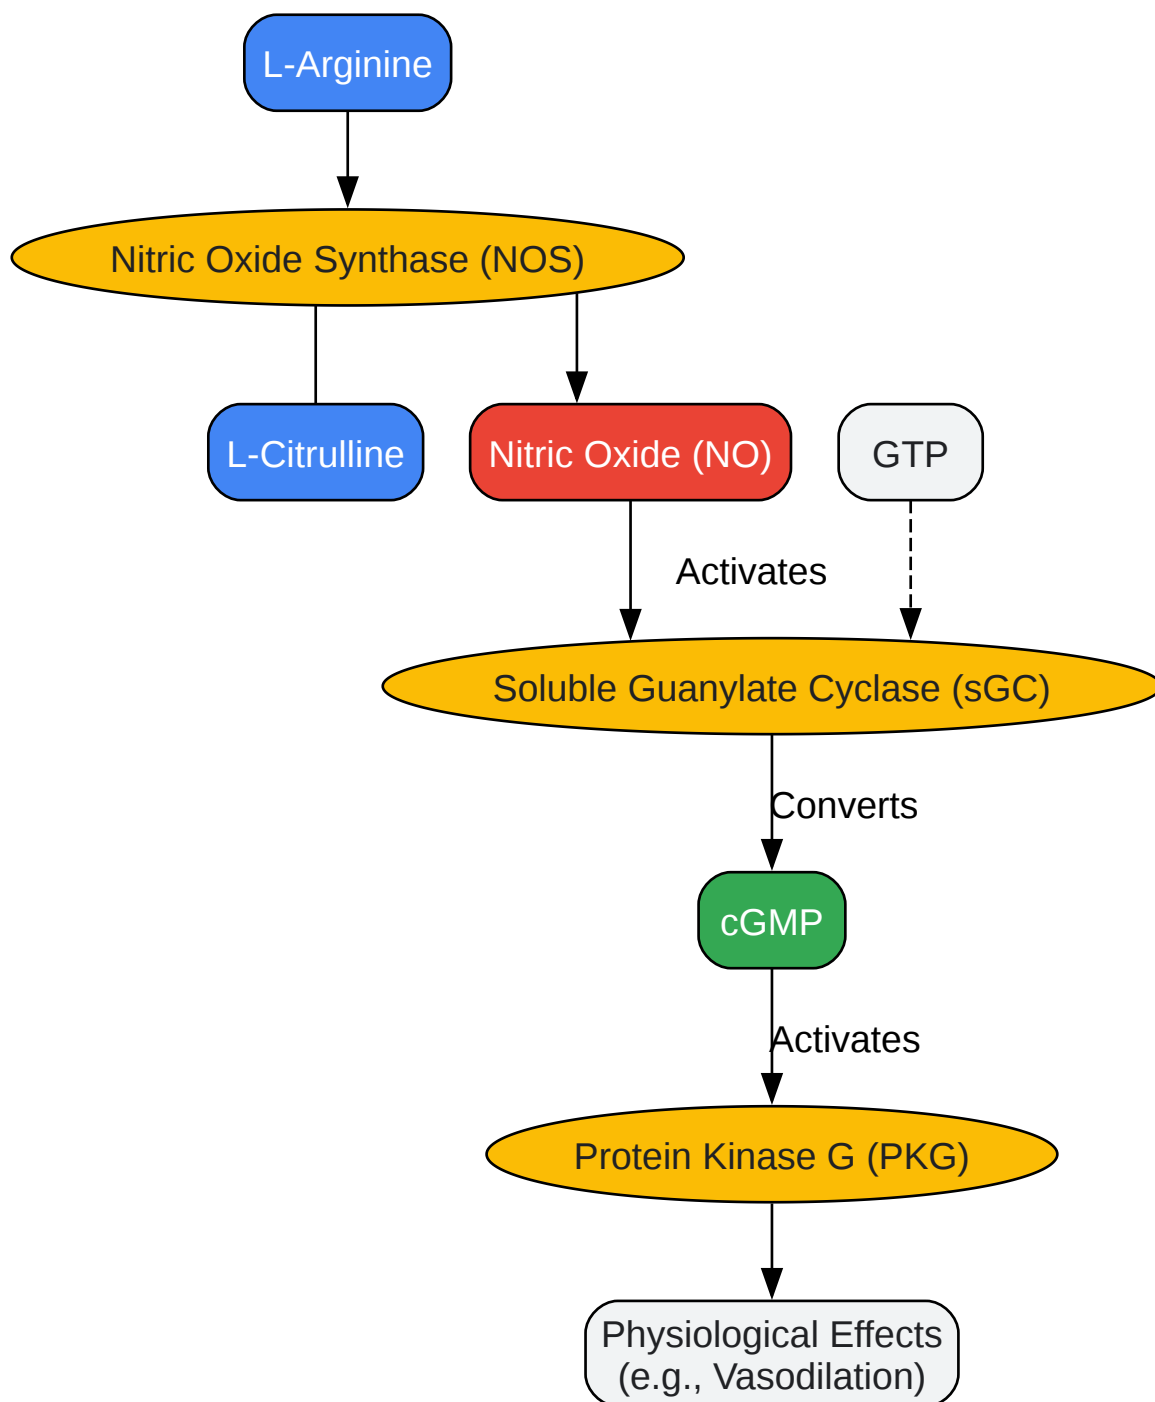 L-Arginine
Nitric Oxide Synthase (NOS)
L-Citrulline
Nitric Oxide (NO)
GTP
Activates
Soluble Guanylate Cyclase (sGC)
Converts
cGMP
Activates
Protein Kinase G (PKG)
Physiological Effects
(e.g., Vasodilation)